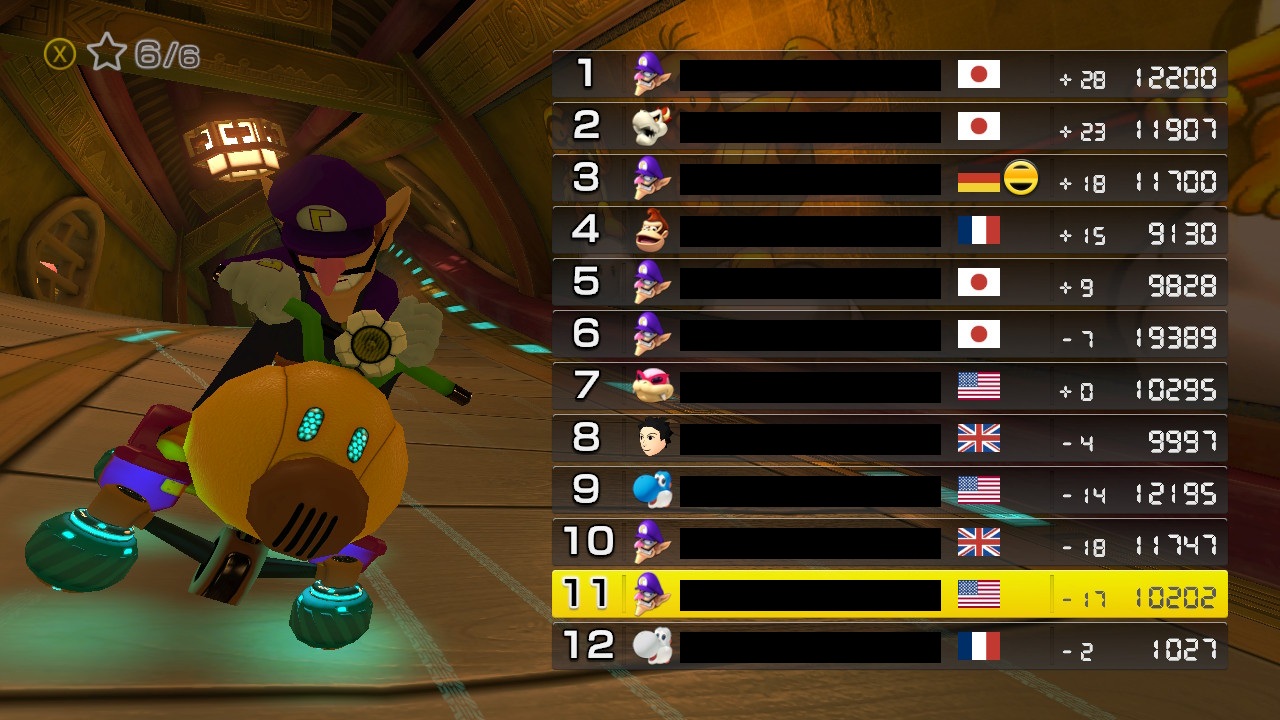 X 6/6
1 + 28 12200
2 + 23 11907
3 + 18 11700
4 + 15 9130
5 + 9 9828
6 - 7 19389
7 + 0 10295
8 - 4 9997
9 - 14 12195
10 - 18 11747
11 - 17 10202
12 - 2 1027